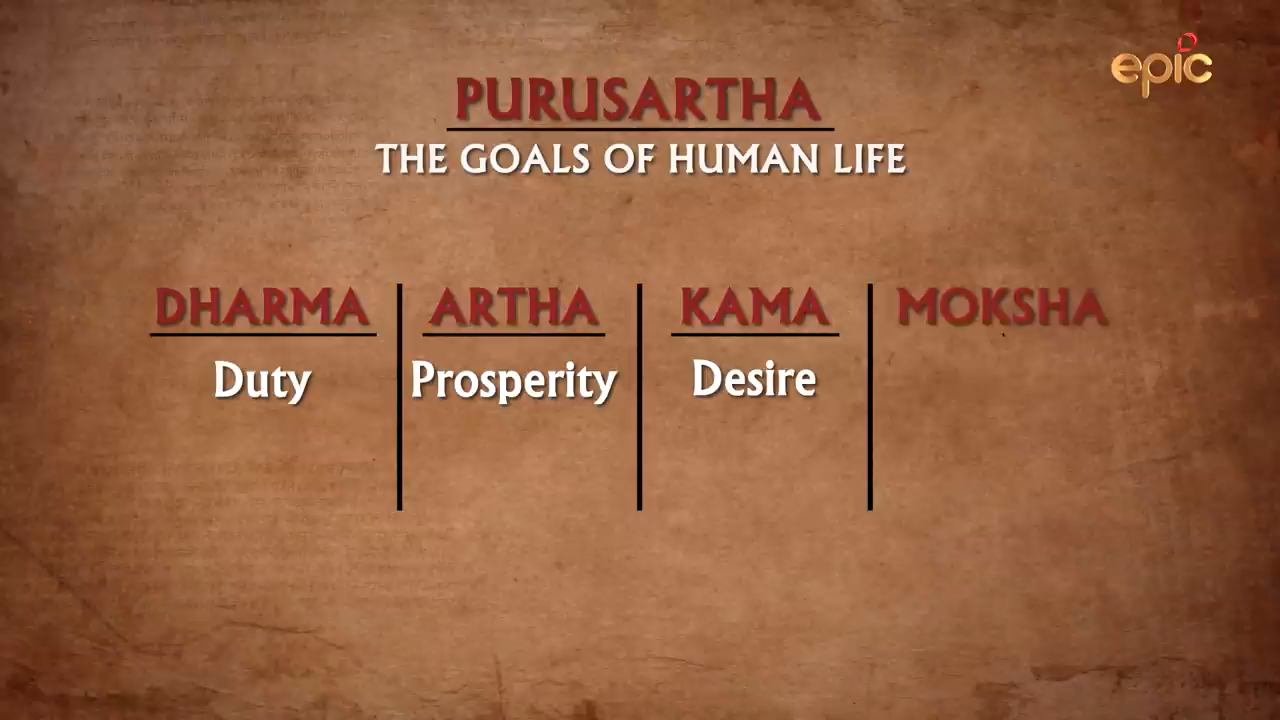 epic
PURUSARTHA
THE GOALS OF HUMAN LIFE
DHARMA ARTHA KAMA MOKSHA
Duty Prosperity Desire